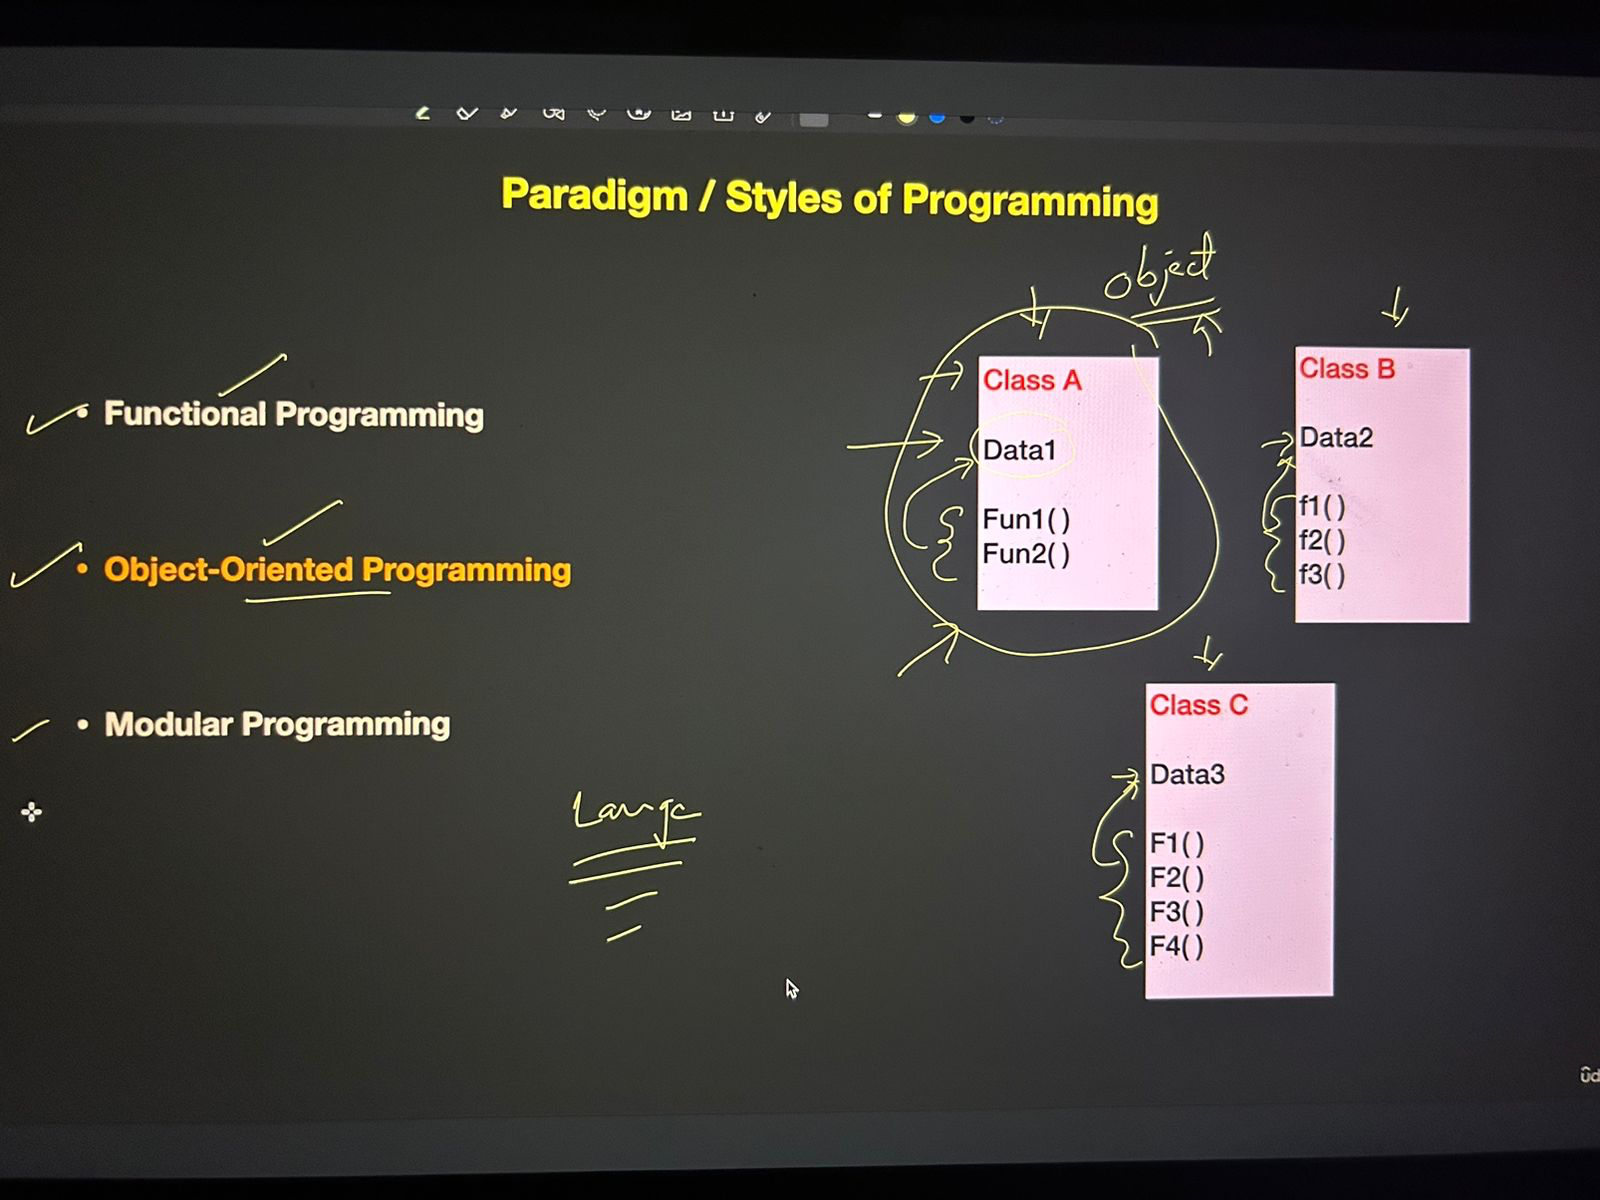 Paradigm / Styles of Programming
object
• Functional Programming
• Object-Oriented Programming
• Modular Programming
Class A
Data1
Fun1()
Fun2()
Class B
Data2
f1()
f2()
f3()
Class C
Data3
F1()
F2()
F3()
F4()
ûd